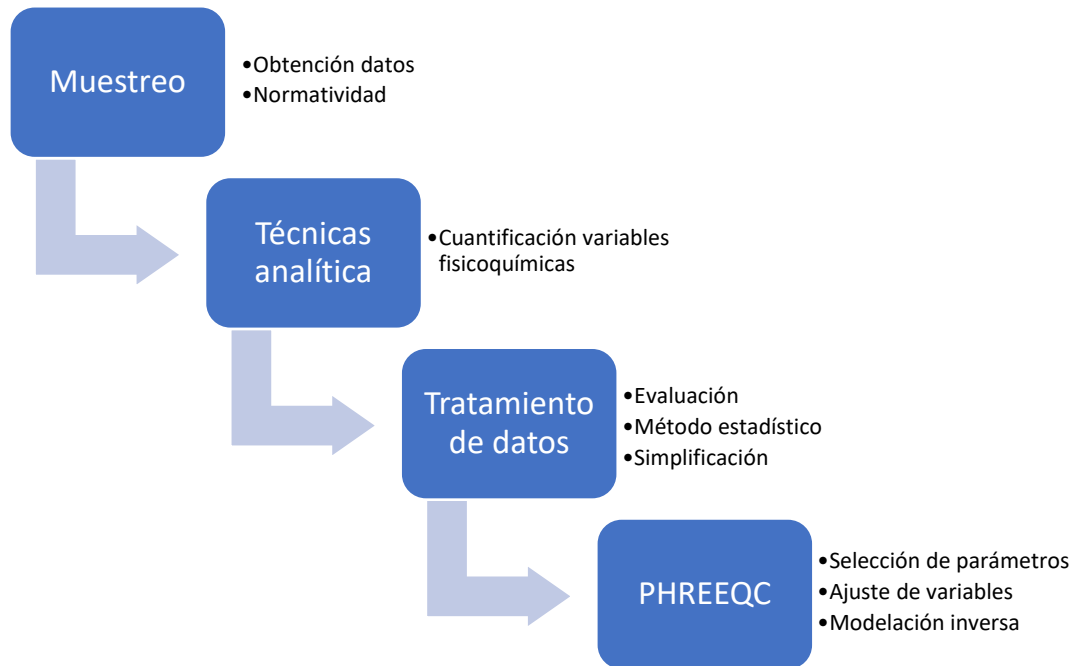 Muestreo
•Obtención datos
•Normatividad
Técnicas
analítica
•Cuantificación variables
fisicoquímicas
Tratamiento
de datos
•Evaluación
•Método estadístico
•Simplificación
PHREEQC
•Selección de parámetros
•Ajuste de variables
•Modelación inversa